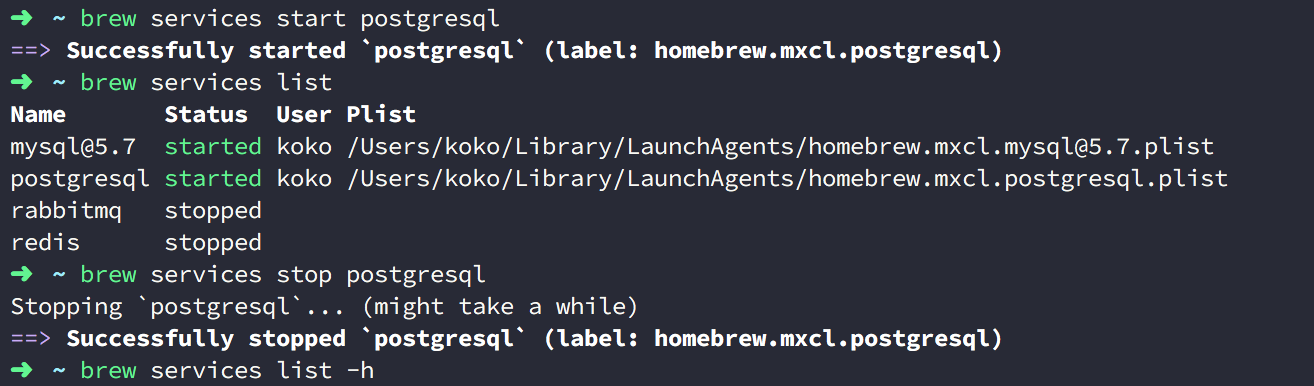 ➜ ~ brew services start postgresql
==> Successfully started `postgresql` (label: homebrew.mxcl.postgresql)
➜ ~ brew services list
Name       Status  User Plist
mysql@5.7  started koko /Users/koko/Library/LaunchAgents/homebrew.mxcl.mysql@5.7.plist
postgresql started koko /Users/koko/Library/LaunchAgents/homebrew.mxcl.postgresql.plist
rabbitmq   stopped
redis      stopped
➜ ~ brew services stop postgresql
Stopping `postgresql`... (might take a while)
==> Successfully stopped `postgresql` (label: homebrew.mxcl.postgresql)
➜ ~ brew services list -h